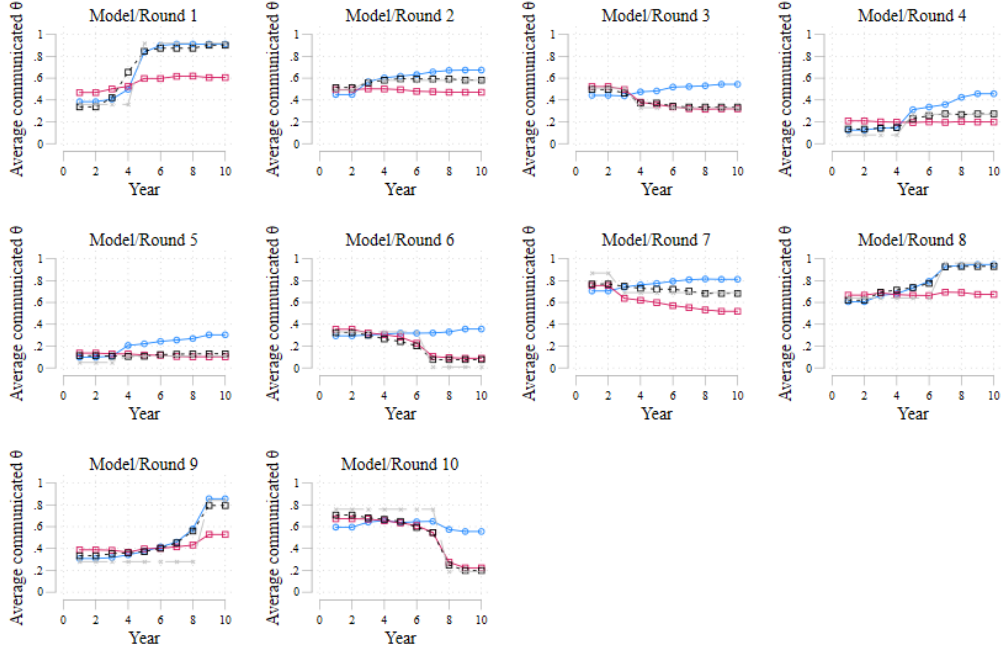 Model/Round 1
Average communicated θ
1
.8
.6
.4
.2
0
0 2 4 6 8 10
Year
Model/Round 2
Average communicated θ
1
.8
.6
.4
.2
0
0 2 4 6 8 10
Year
Model/Round 3
Average communicated θ
1
.8
.6
.4
.2
0
0 2 4 6 8 10
Year
Model/Round 4
Average communicated θ
1
.8
.6
.4
.2
0
0 2 4 6 8 10
Year
Model/Round 5
Average communicated θ
1
.8
.6
.4
.2
0
0 2 4 6 8 10
Year
Model/Round 6
Average communicated θ
1
.8
.6
.4
.2
0
0 2 4 6 8 10
Year
Model/Round 7
Average communicated θ
1
.8
.6
.4
.2
0
0 2 4 6 8 10
Year
Model/Round 8
Average communicated θ
1
.8
.6
.4
.2
0
0 2 4 6 8 10
Year
Model/Round 9
Average communicated θ
1
.8
.6
.4
.2
0
0 2 4 6 8 10
Year
Model/Round 10
Average communicated θ
1
.8
.6
.4
.2
0
0 2 4 6 8 10
Year